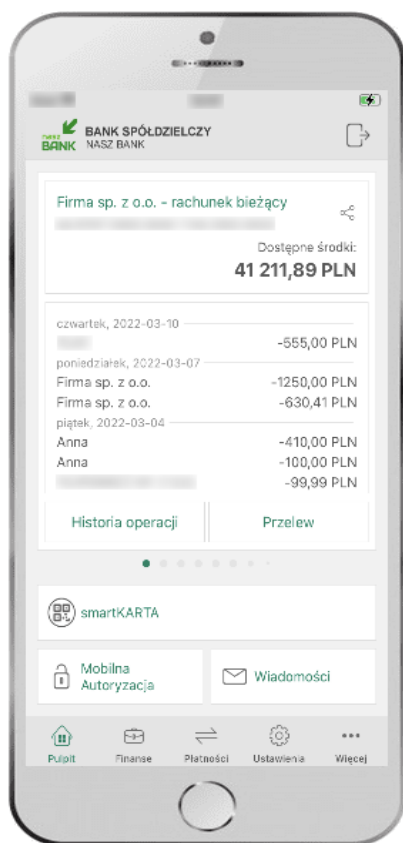 NASZ
BANK
BANK SPÓŁDZIELCZY
NASZ BANK
Firma sp. z o.o. – rachunek bieżący
Dostępne środki:
41 211,89 PLN
czwartek, 2022-03-10
-555,00 PLN
poniedziałek, 2022-03-07
Firma sp. z o.o. -1250,00 PLN
Firma sp. z o.o. -630,41 PLN
piątek, 2022-03-04
Anna -410,00 PLN
Anna -100,00 PLN
-99,99 PLN
Historia operacji Przelew
smartKARTA
Mobilna
Autoryzacja
Wiadomości
Pulpit Finanse Płatności Ustawienia Więcej